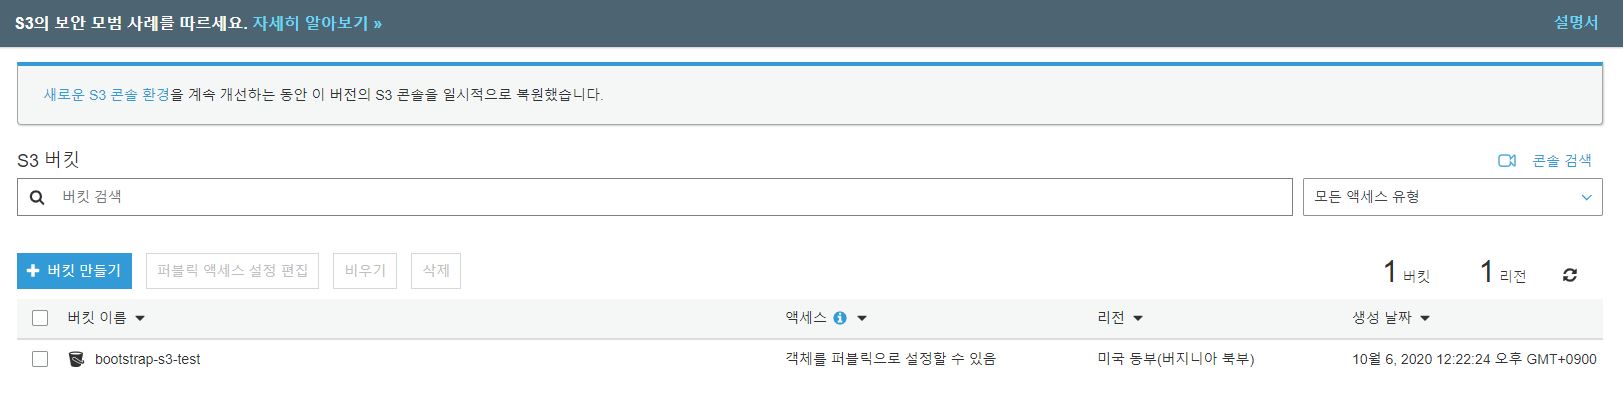 S3의 보안 모범 사례를 따르세요. 자세히 알아보기 » 설명서
새로운 S3 콘솔 환경을 계속 개선하는 동안 이 버전의 S3 콘솔을 일시적으로 복원했습니다.
S3 버킷 콘솔 검색
버킷 검색 모든 액세스 유형
+ 버킷 만들기 퍼블릭 액세스 설정 편집 비우기 삭제 1 버킷 1 리전
버킷 이름 액세스 리전 생성 날짜
bootstrap-s3-test 객체를 퍼블릭으로 설정할 수 있음 미국 동부(버지니아 북부) 10월 6, 2020 12:22:24 오후 GMT+0900